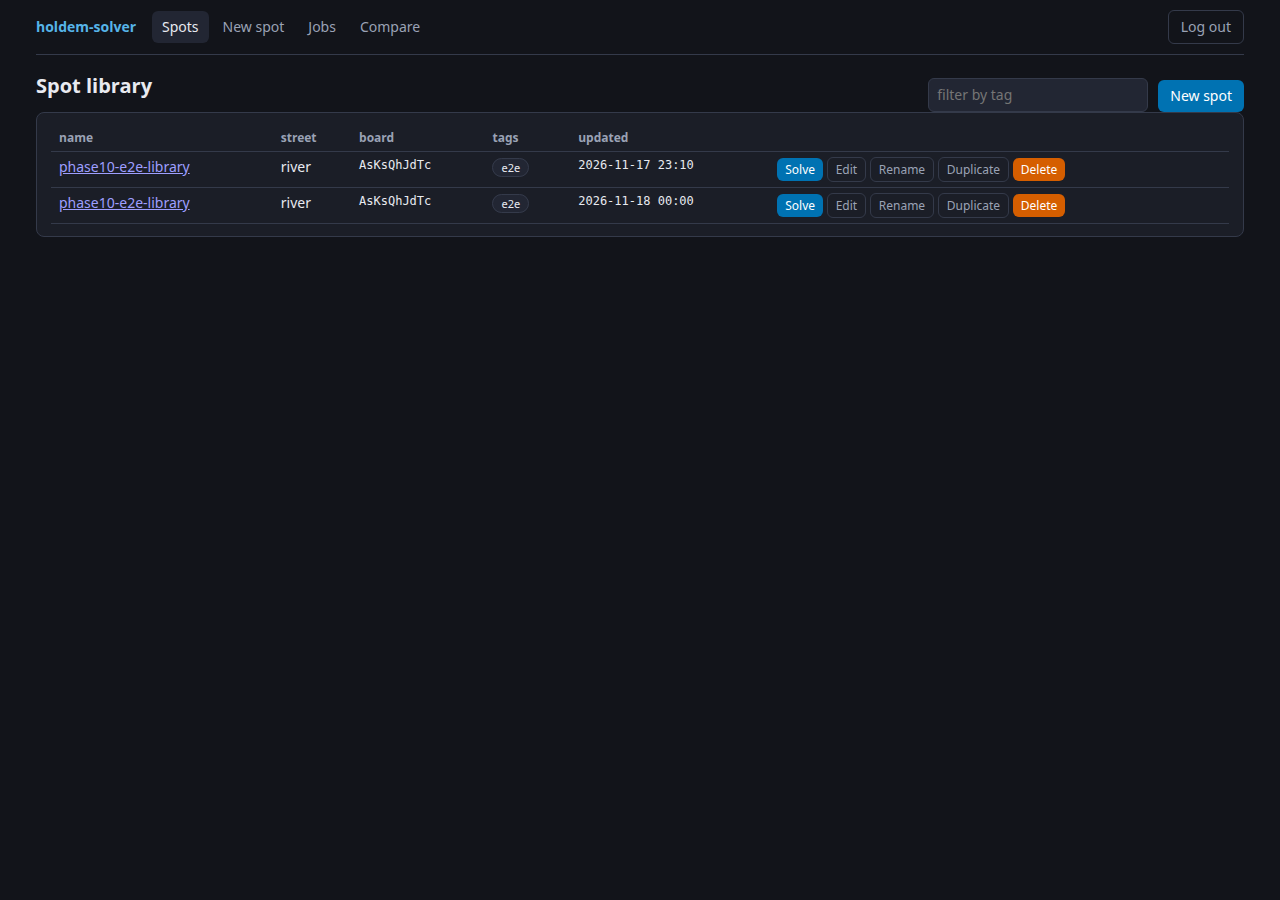 holdem-solver Spots New spot Jobs Compare Log out
Spot library filter by tag New spot
name street board tags updated
phase10-e2e-library river AsKsQhJdTc e2e 2026-11-17 23:10 Solve Edit Rename Duplicate Delete
phase10-e2e-library river AsKsQhJdTc e2e 2026-11-18 00:00 Solve Edit Rename Duplicate Delete